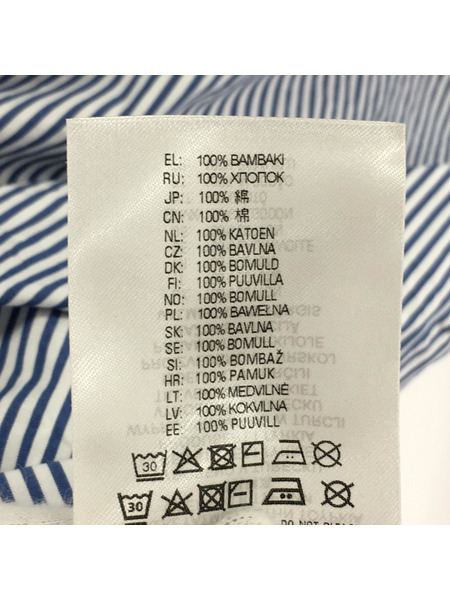 EL: 100% BAMBAKI
RU: 100% ХЛОПОК
JP: 100% 綿
CN: 100% 棉
NL: 100% KATOEN
CZ: 100% BAVLNA
DK: 100% BOMULD
FI: 100% PUUVILLA
NO: 100% BOMULL
PL: 100% BAWEŁNA
SK: 100% BAVLNA
SE: 100% BOMULL
SI: 100% BOMBAŽ
HR: 100% PAMUK
LT: 100% MEDVILNĖ
LV: 100% KOKVILNA
EE: 100% PUUVILL
30
30
DO NOT